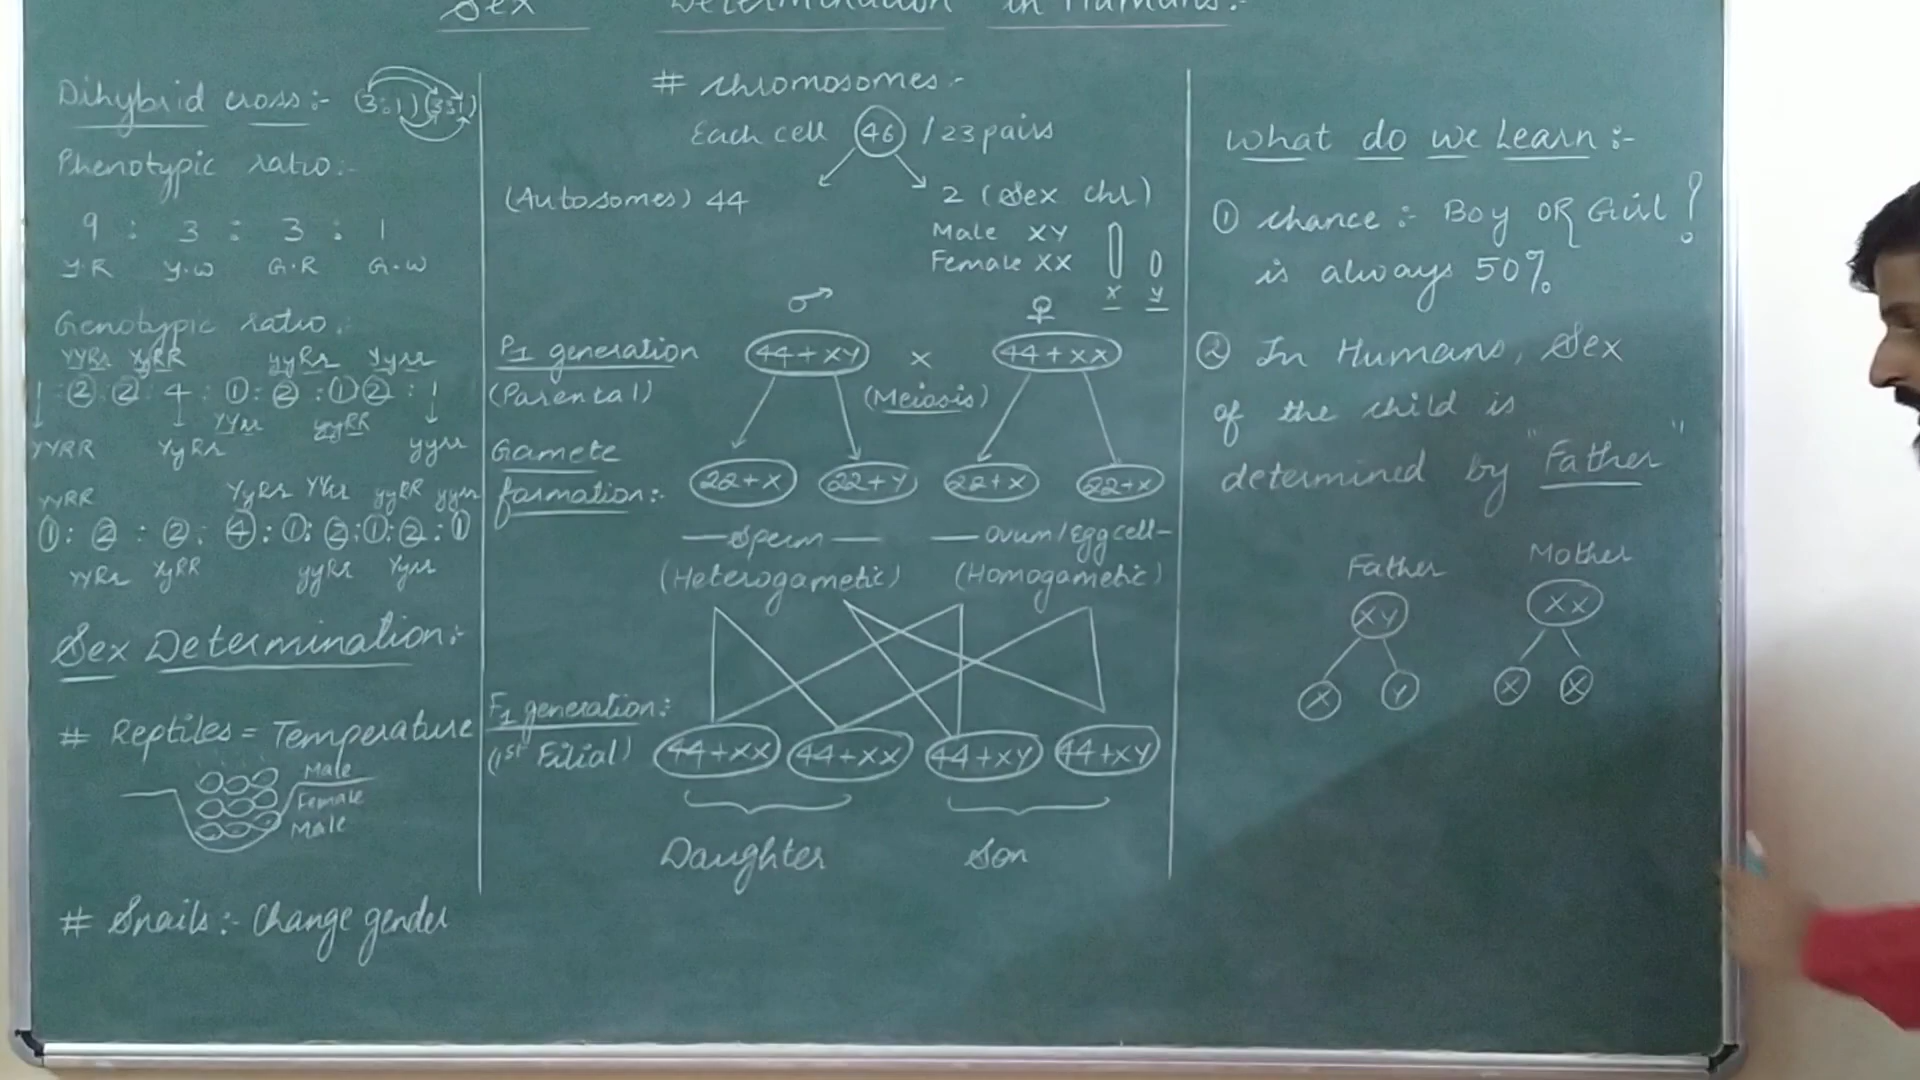 Sex Determination in Humans:-
Dihybrid cross:- (3:1)(3:1)
Phenotypic ratio:-
9 : 3 : 3 : 1
Y.R Y.W G.R G.W
Genotypic ratio:
YYRr YyRR yyRr Yyrr
1 : 2 : 2 : 4 : 1 : 2 : 1 2 : 1
YYrr yyRR
YYRR YyRr yyrr
YYRR YyRr YYrr yyRR yyrr
1 : 2 : 2 : 4 : 1 : 2 : 1 : 2 : 1
YYRr YyRR yyRr Yyrr
Sex Determination:-
# Reptiles = Temperature
Male
Female
Male
# Snails:- Change gender
# chromosomes:-
Each cell 46 / 23 pairs
(Autosomes) 44 2 (Sex chr)
Male XY
Female XX
X Y
♂ ♀
P1 generation 44+XY x 44+XX
(Parental) (Meiosis)
Gamete
formation:- 22+X 22+Y 22+X 22+X
Sperm Ovum/Egg cell
(Heterogametic) (Homogametic)
F1 generation:-
(1st Filial) 44+XX 44+XX 44+XY 44+XY
Daughter Son
What do we Learn:-
① chance:- Boy OR Girl?
is always 50%
② In Humans, Sex
of the child is
determined by "Father"
Father Mother
XY XX
X Y X X